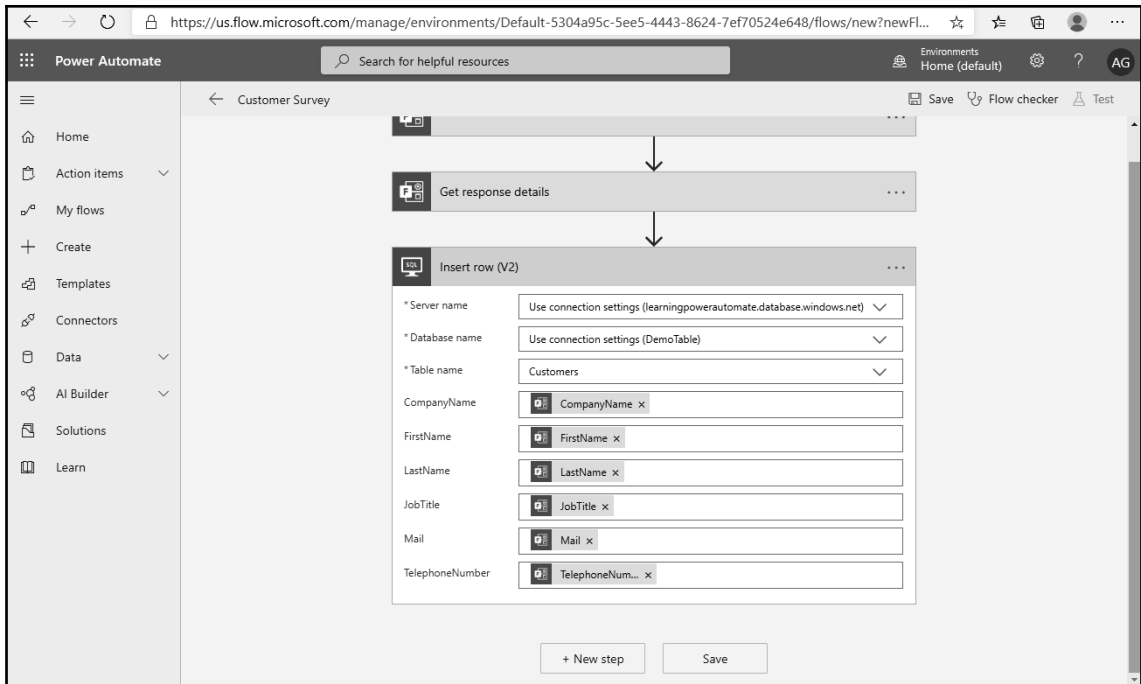 https://us.flow.microsoft.com/manage/environments/Default-5304a95c-5ee5-4443-8624-7ef70524e648/flows/new?newFl...
Power Automate
Search for helpful resources
Environments
Home (default)
?
AG
Customer Survey
Save
Flow checker
Test
Home
Action items
My flows
Create
Templates
Connectors
Data
AI Builder
Solutions
Learn
Get response details
SQL
Insert row (V2)
* Server name
Use connection settings (learningpowerautomate.database.windows.net)
* Database name
Use connection settings (DemoTable)
* Table name
Customers
CompanyName
CompanyName ×
FirstName
FirstName ×
LastName
LastName ×
JobTitle
JobTitle ×
Mail
Mail ×
TelephoneNumber
TelephoneNum... ×
+ New step
Save